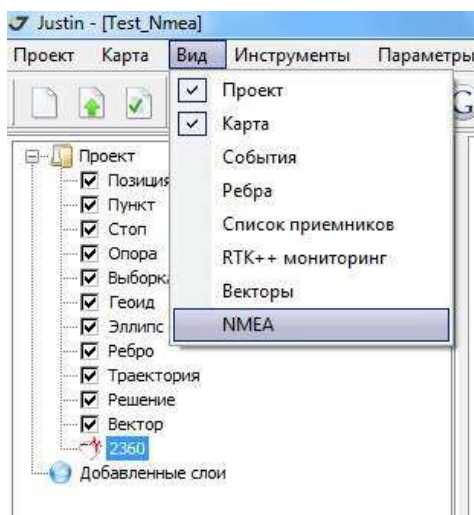 Justin - [Test_Nmea]
Проект Карта Вид Инструменты Параметры
Проект
Карта
События
Ребра
Список приемников
RTK++ мониторинг
Векторы
NMEA
Проект
Позиция
Пункт
Стоп
Опора
Выборка
Геоид
Эллипс
Ребро
Траектория
Решение
Вектор
2360
Добавленные слои